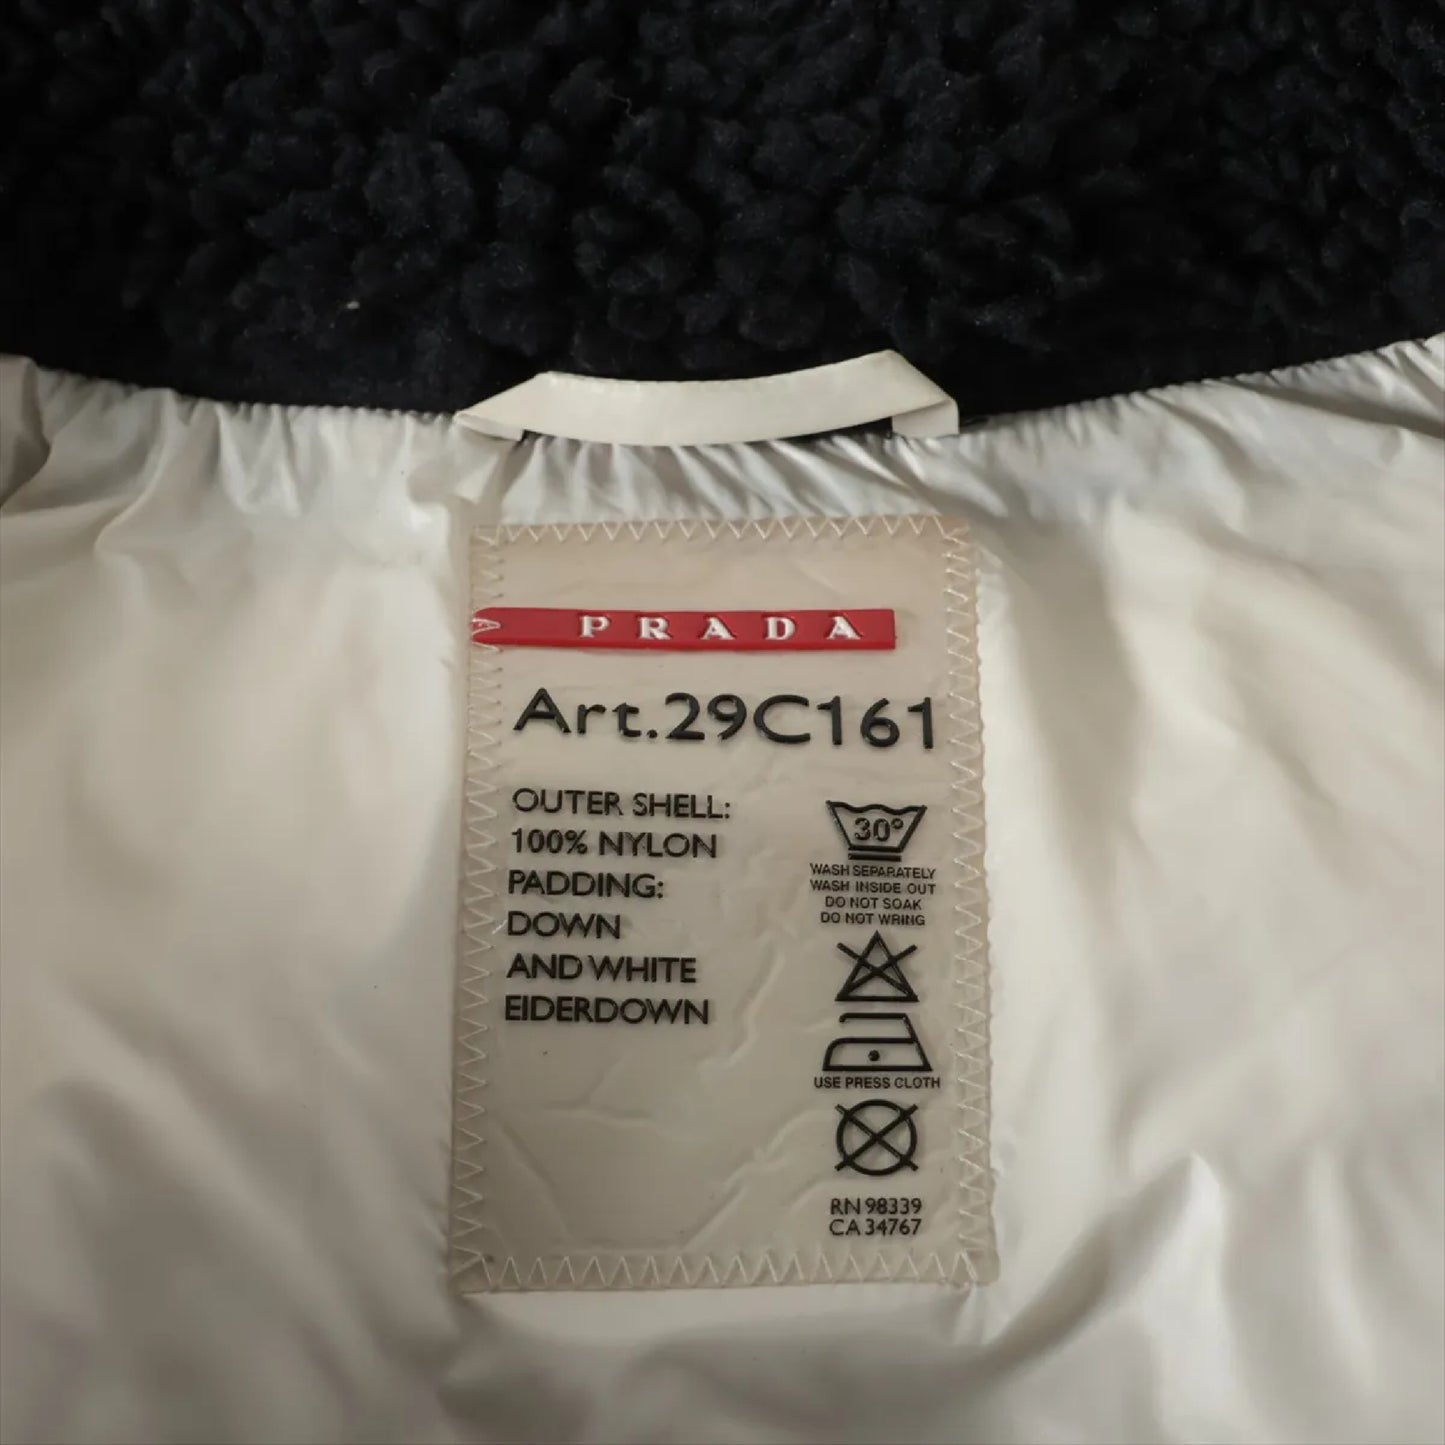 PRADA
Art.29C161
OUTER SHELL:
100% NYLON
PADDING:
DOWN
AND WHITE
EIDERDOWN
30°
WASH SEPARATELY
WASH INSIDE OUT
DO NOT SOAK
DO NOT WRING
USE PRESS CLOTH
RN 98339
CA 34767